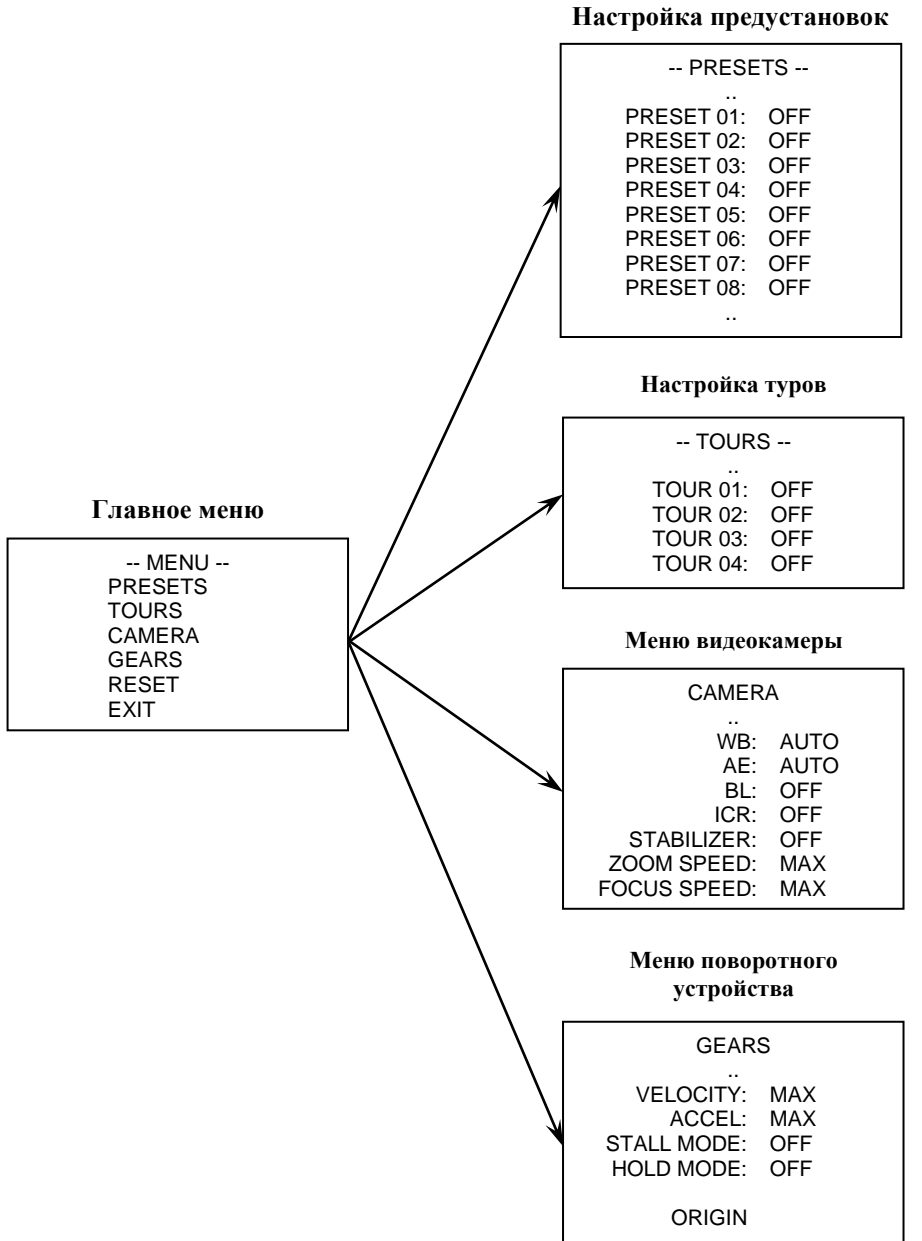 Настройка предустановок
-- PRESETS --
..
PRESET 01: OFF
PRESET 02: OFF
PRESET 03: OFF
PRESET 04: OFF
PRESET 05: OFF
PRESET 06: OFF
PRESET 07: OFF
PRESET 08: OFF
..
Настройка туров
-- TOURS --
..
TOUR 01: OFF
TOUR 02: OFF
TOUR 03: OFF
TOUR 04: OFF
Главное меню
-- MENU --
PRESETS
TOURS
CAMERA
GEARS
RESET
EXIT
Меню видеокамеры
CAMERA
..
WB: AUTO
AE: AUTO
BL: OFF
ICR: OFF
STABILIZER: OFF
ZOOM SPEED: MAX
FOCUS SPEED: MAX
Меню поворотного
устройства
GEARS
..
VELOCITY: MAX
ACCEL: MAX
STALL MODE: OFF
HOLD MODE: OFF
ORIGIN